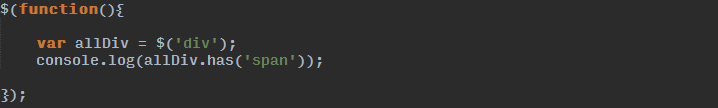 $(function(){
var allDiv = $('div');
console.log(allDiv.has('span'));
});